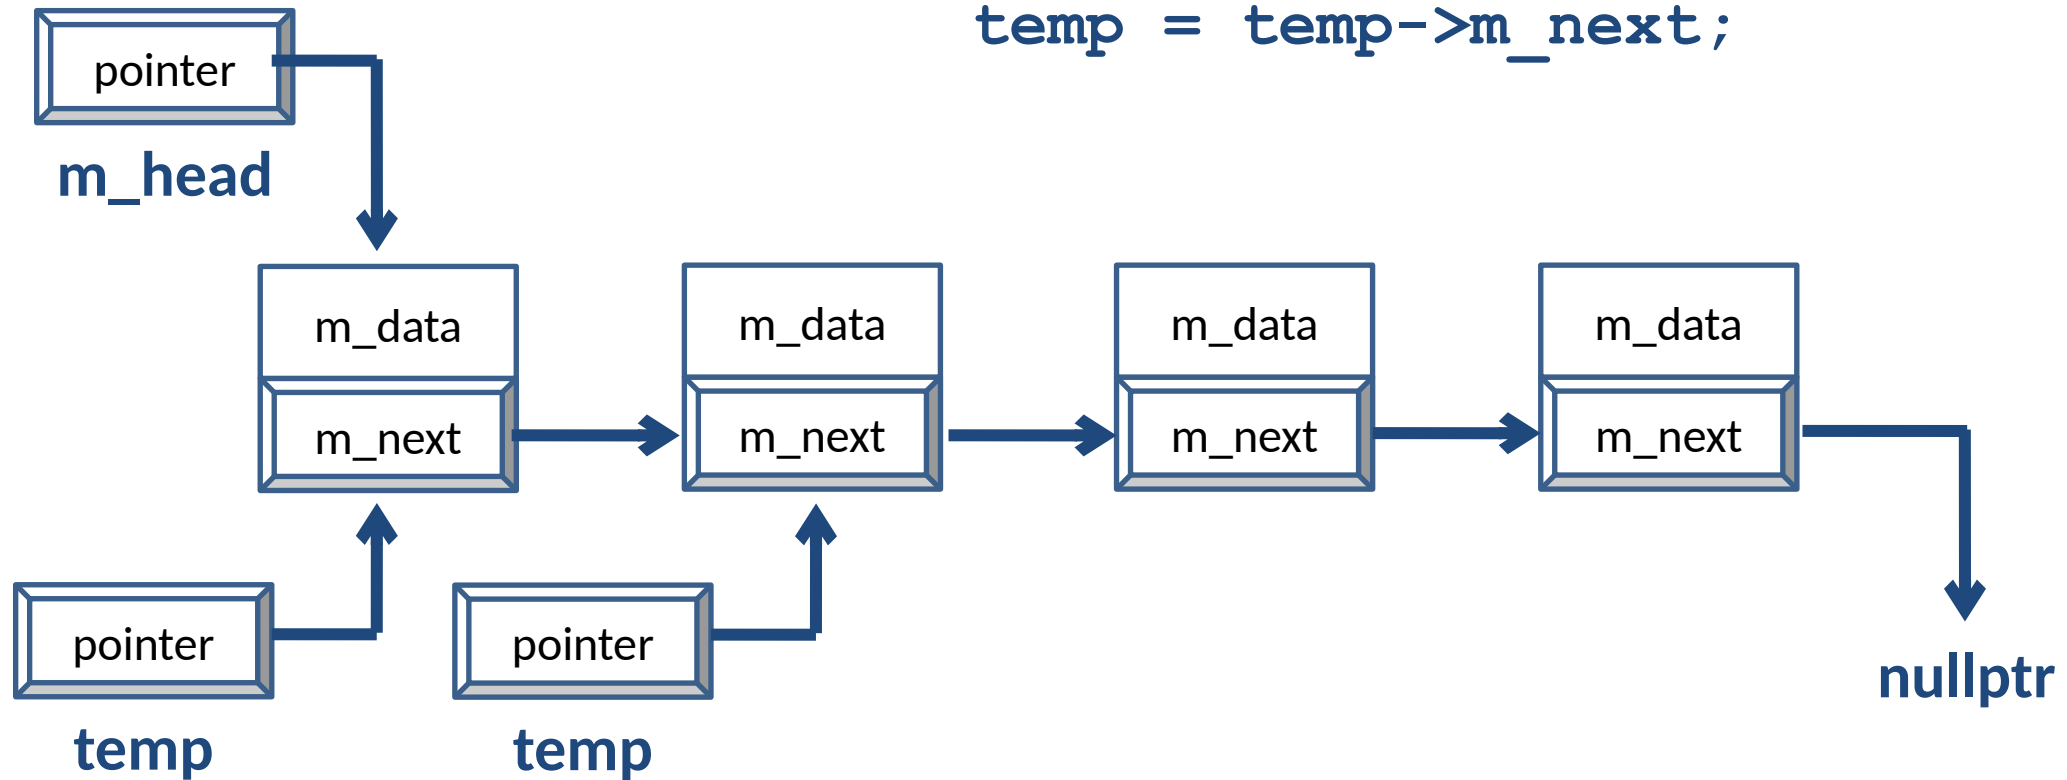 temp = temp->m_next;
pointer
m_head
m_data
m_data
m_data
m_data
m_next
m_next
m_next
m_next
pointer
pointer
nullptr
temp
temp